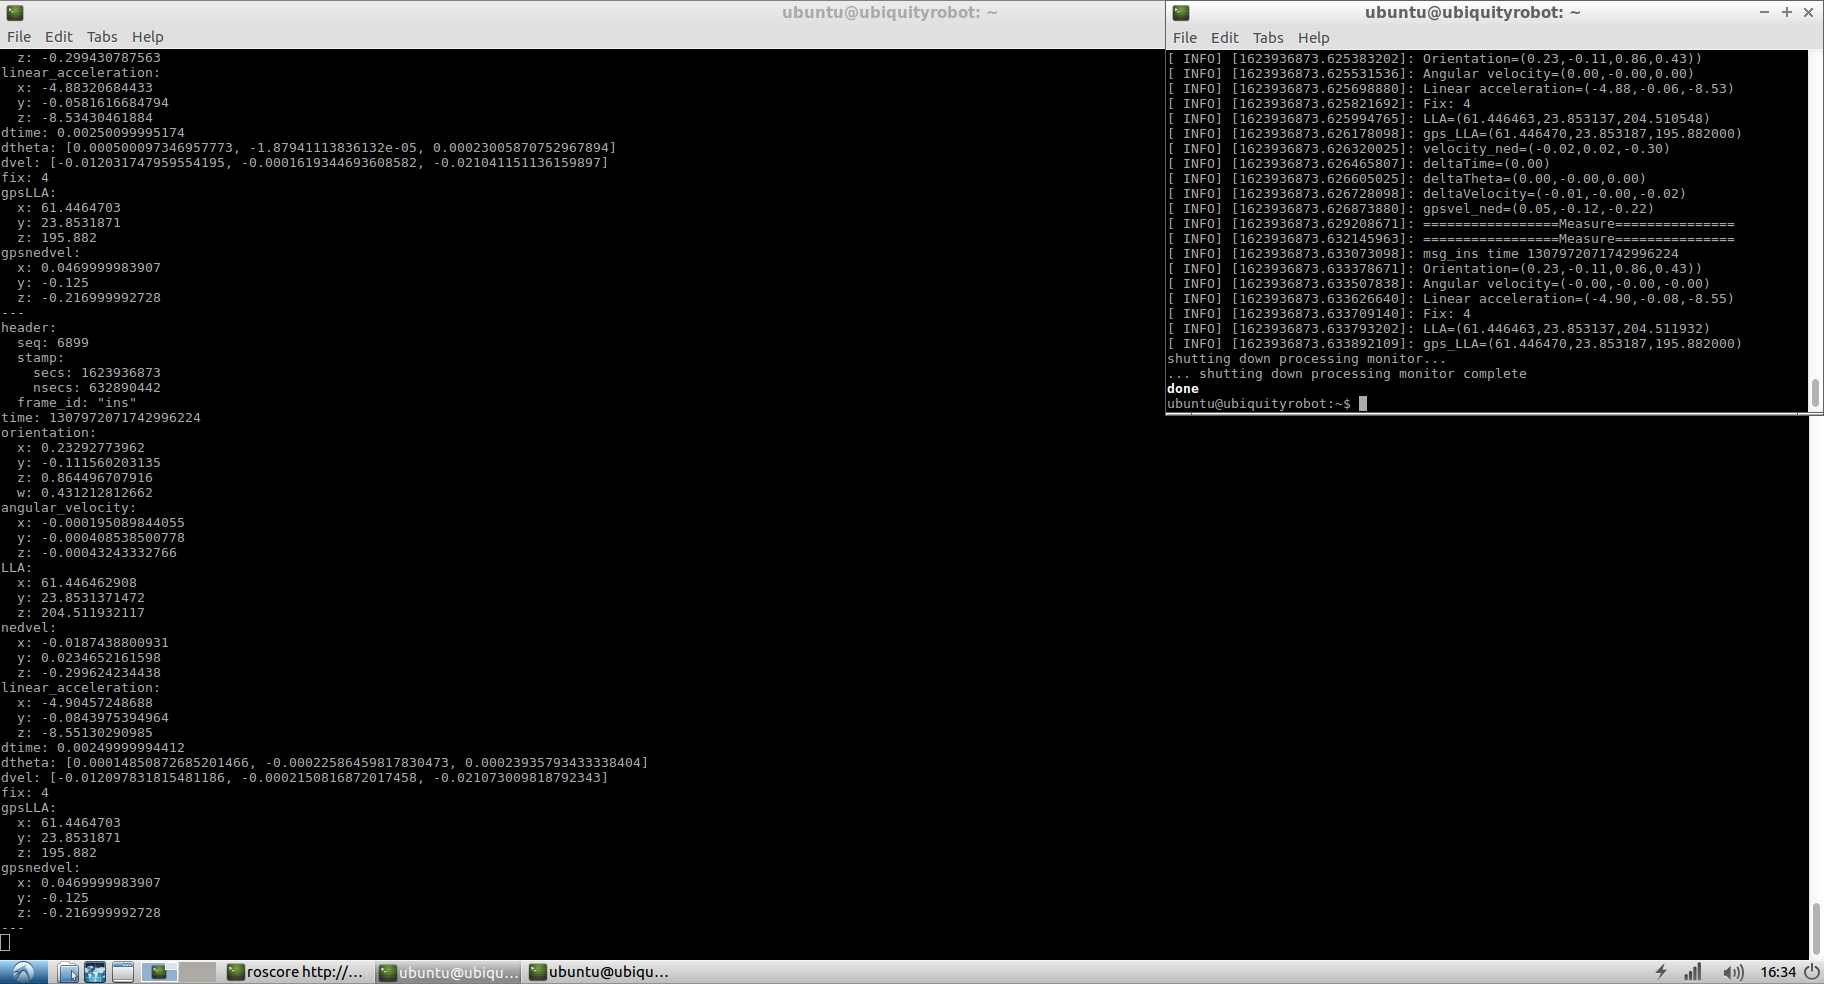 ubuntu@ubiquityrobot: ~
File Edit Tabs Help
  z: -0.299430787563
linear_acceleration:
  x: -4.88320684433
  y: -0.0581616684794
  z: -8.53430461884
dtime: 0.00250099995174
dtheta: [0.000500097346957773, -1.87941113836132e-05, 0.00023005870752967894]
dvel: [-0.012031747959554195, -0.0001619344693608582, -0.021041151136159897]
fix: 4
gpsLLA:
  x: 61.4464703
  y: 23.8531871
  z: 195.882
gpsnedvel:
  x: 0.0469999983907
  y: -0.125
  z: -0.216999992728
---
header:
  seq: 6899
  stamp:
    secs: 1623936873
    nsecs: 632890442
  frame_id: "ins"
time: 1307972071742996224
orientation:
  x: 0.23292773962
  y: -0.111560203135
  z: 0.864496707916
  w: 0.431212812662
angular_velocity:
  x: -0.000195089844055
  y: -0.000408538500778
  z: -0.00043243332766
LLA:
  x: 61.446462908
  y: 23.8531371472
  z: 204.511932117
nedvel:
  x: -0.0187438800931
  y: 0.0234652161598
  z: -0.299624234438
linear_acceleration:
  x: -4.90457248688
  y: -0.0843975394964
  z: -8.55130290985
dtime: 0.00249999994412
dtheta: [0.00014850872685201466, -0.00022586459817830473, 0.00023935793433338404]
dvel: [-0.012097831815481186, -0.0002150816872017458, -0.021073009818792343]
fix: 4
gpsLLA:
  x: 61.4464703
  y: 23.8531871
  z: 195.882
gpsnedvel:
  x: 0.0469999983907
  y: -0.125
  z: -0.216999992728
---
ubuntu@ubiquityrobot: ~
File Edit Tabs Help
[ INFO] [1623936873.625383202]: Orientation=(0.23,-0.11,0.86,0.43))
[ INFO] [1623936873.625531536]: Angular velocity=(0.00,-0.00,0.00)
[ INFO] [1623936873.625698880]: Linear acceleration=(-4.88,-0.06,-8.53)
[ INFO] [1623936873.625821692]: Fix: 4
[ INFO] [1623936873.625994765]: LLA=(61.446463,23.853137,204.510548)
[ INFO] [1623936873.626178098]: gps_LLA=(61.446470,23.853187,195.882000)
[ INFO] [1623936873.626320025]: velocity_ned=(-0.02,0.02,-0.30)
[ INFO] [1623936873.626465807]: deltaTime=(0.00)
[ INFO] [1623936873.626605025]: deltaTheta=(0.00,-0.00,0.00)
[ INFO] [1623936873.626728098]: deltaVelocity=(-0.01,-0.00,-0.02)
[ INFO] [1623936873.626873880]: gpsvel_ned=(0.05,-0.12,-0.22)
[ INFO] [1623936873.629208671]: =================Measure===============
[ INFO] [1623936873.632145963]: =================Measure===============
[ INFO] [1623936873.633073098]: msg_ins time 1307972071742996224
[ INFO] [1623936873.633378671]: Orientation=(0.23,-0.11,0.86,0.43))
[ INFO] [1623936873.633507838]: Angular velocity=(-0.00,-0.00,-0.00)
[ INFO] [1623936873.633626640]: Linear acceleration=(-4.90,-0.08,-8.55)
[ INFO] [1623936873.633709140]: Fix: 4
[ INFO] [1623936873.633793202]: LLA=(61.446463,23.853137,204.511932)
[ INFO] [1623936873.633892109]: gps_LLA=(61.446470,23.853187,195.882000)
shutting down processing monitor...
... shutting down processing monitor complete
done
ubuntu@ubiquityrobot:~$
roscore http://... ubuntu@ubiqu... ubuntu@ubiqu... 16:34